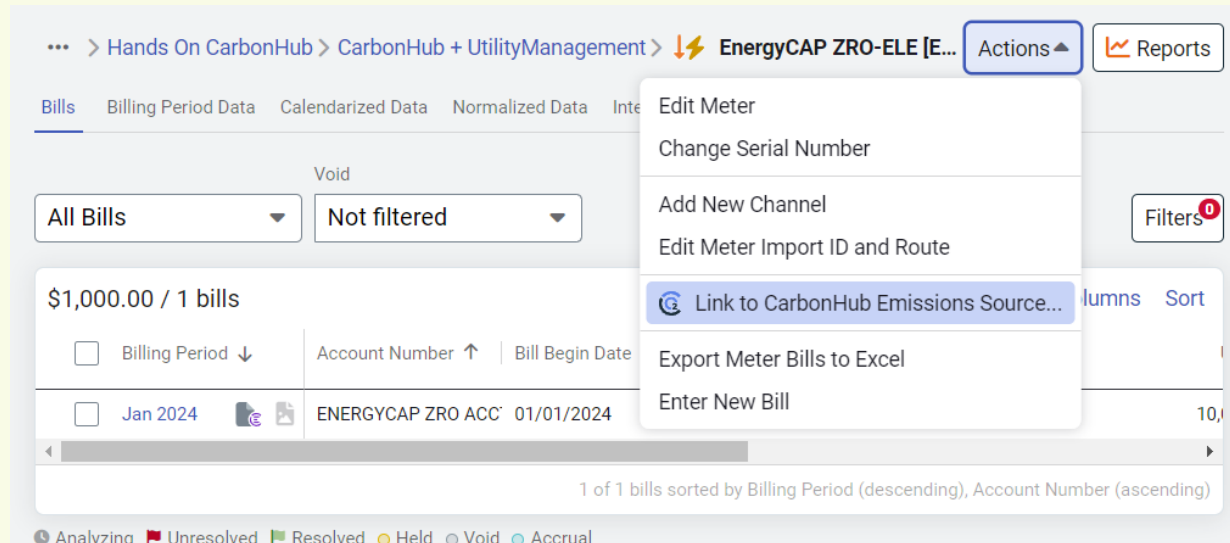 ... > Hands On CarbonHub > CarbonHub + UtilityManagement > EnergyCAP ZRO-ELE [E... Actions Reports
Bills Billing Period Data Calendarized Data Normalized Data Inte
Edit Meter
Change Serial Number
Add New Channel
Edit Meter Import ID and Route
Link to CarbonHub Emissions Source...
Export Meter Bills to Excel
Enter New Bill
Void
All Bills Not filtered Filters 0
$1,000.00 / 1 bills lumns Sort
Billing Period ↓ Account Number ↑ Bill Begin Date
Jan 2024 ENERGYCAP ZRO ACC 01/01/2024 10,
1 of 1 bills sorted by Billing Period (descending), Account Number (ascending)
Analyzing Unresolved Resolved Held Void Accrual